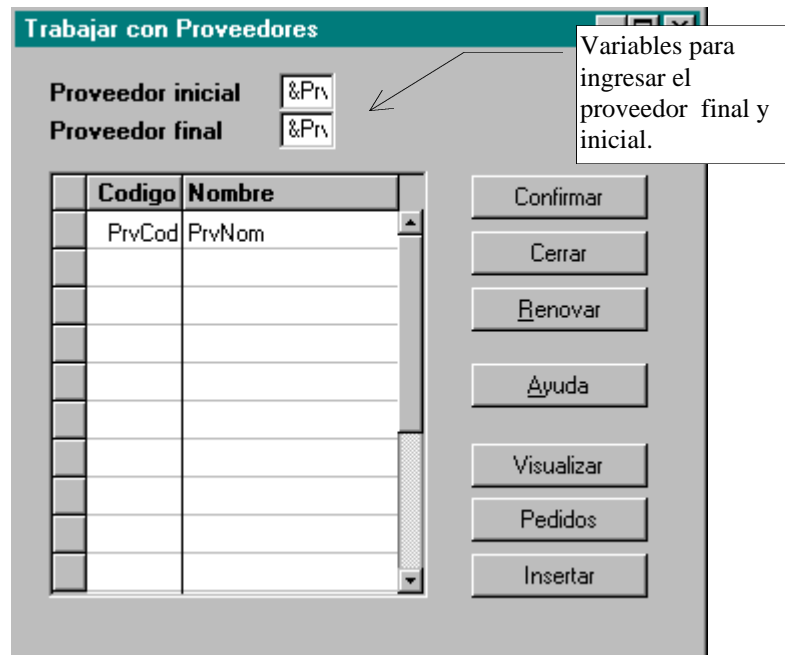 Trabajar con Proveedores
Variables para
ingresar el
proveedor final y
inicial.
Proveedor inicial &Prv
Proveedor final &Prv
Codigo Nombre
PrvCod PrvNom
Confirmar
Cerrar
Renovar
Ayuda
Visualizar
Pedidos
Insertar